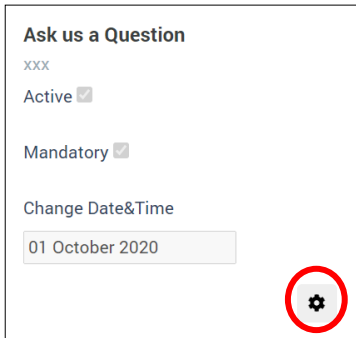 Ask us a Question
xxx
Active
Mandatory
Change Date&Time
01 October 2020